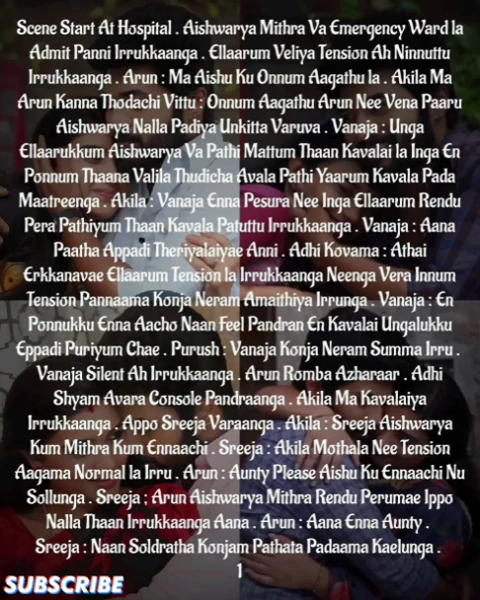 Scene Start At Hospital . Aishwarya Mithra Va Emergency Ward la
Admit Panni Irrukkaanga . Ellaarum Veliya Tension Ah Ninnuttu
Irrukkaanga . Arun : Ma Aishu Ku Onnum Aagathu la . Akila Ma
Arun Kanna Thodachi Vittu : Onnum Aagathu Arun Nee Vena Paaru
Aishwarya Nalla Padiya Unkitta Varuva . Vanaja : Unga
Ellaarukkum Aishwarya Va Pathi Mattum Thaan Kavalai la Inga En
Ponnum Thaana Valila Thudicha Avala Pathi Yaarum Kavala Pada
Maatreenga . Akila : Vanaja Enna Pesura Nee Inga Ellaarum Rendu
Pera Pathiyum Thaan Kavala Patuttu Irrukkaanga . Vanaja : Aana
Paatha Appadi Theriyalaiyae Anni . Adhi Kovama : Athai
Erkkanavae Ellaarum Tension la Irrukkaanga Neenga Vera Innum
Tension Pannaama Konja Neram Amaithiya Irrunga . Vanaja : En
Ponnukku Enna Aacho Naan Feel Pandran En Kavalai Ungalukku
Eppadi Puriyum Chae . Purush : Vanaja Konja Neram Summa Irru .
Vanaja Silent Ah Irrukkaanga . Arun Romba Azharaar . Adhi
Shyam Avara Console Pandraanga . Akila Ma Kavalaiya
Irrukkaanga . Appo Sreeja Varaanga . Akila : Sreeja Aishwarya
Kum Mithra Kum Ennaachi . Sreeja : Akila Mothala Nee Tension
Aagama Normal la Irru . Arun : Aunty Please Aishu Ku Ennaachi Nu
Sollunga . Sreeja ; Arun Aishwarya Mithra Rendu Perumae Ippo
Nalla Thaan Irrukkaanga Aana . Arun : Aana Enna Aunty .
Sreeja : Naan Soldratha Konjam Pathata Padaama Kaelunga .
1
SUBSCRIBE